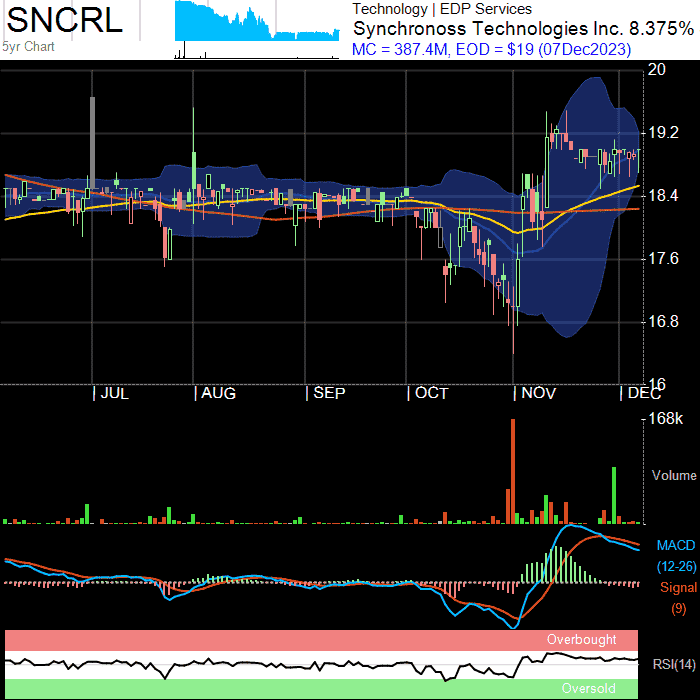 SNCRL
5yr Chart
Technology | EDP Services
Synchronoss Technologies Inc. 8.375%
MC = 387.4M, EOD = $19 (07Dec2023)
20
19.2
18.4
17.6
16.8
16
| JUL | AUG | SEP | OCT | NOV | DEC
168k
Volume
MACD
(12-26)
Signal
(9)
Overbought
RSI(14)
Oversold